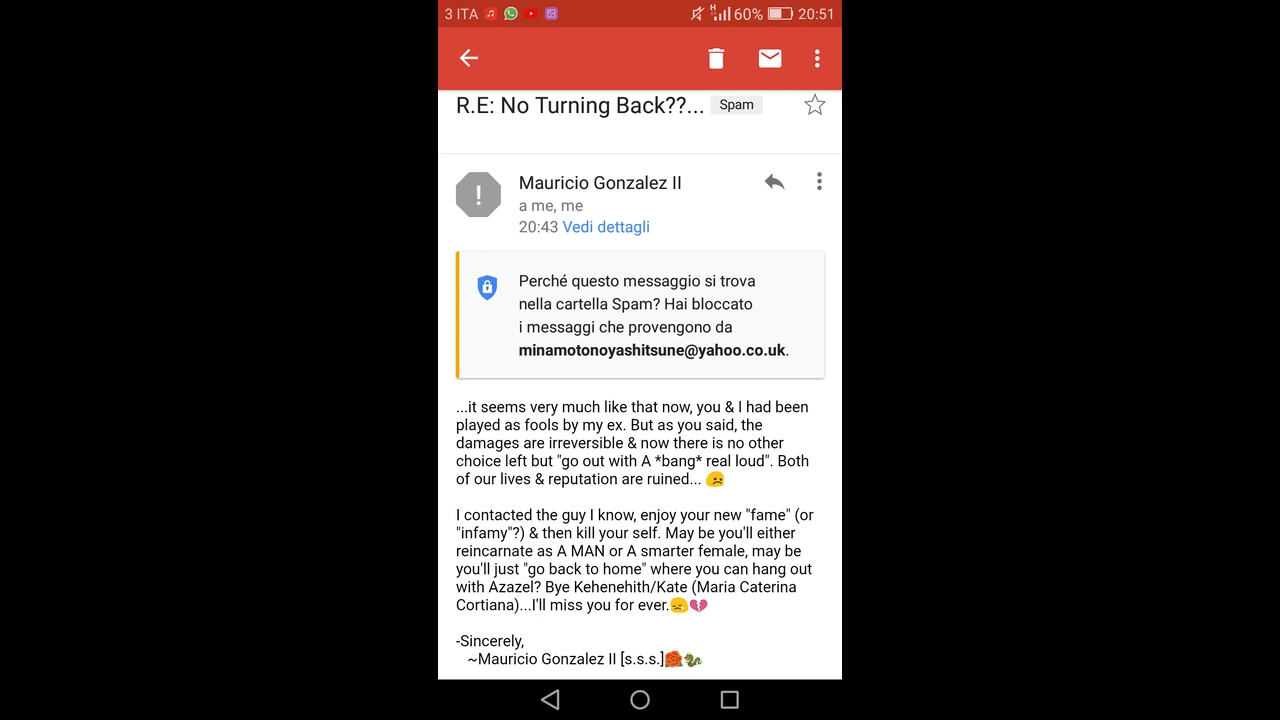 3 ITA 60% 20:51
R.E: No Turning Back??... Spam
Mauricio Gonzalez II
a me, me
20:43 Vedi dettagli
Perché questo messaggio si trova
nella cartella Spam? Hai bloccato
i messaggi che provengono da
minamotonoyashitsune@yahoo.co.uk.
...it seems very much like that now, you & I had been
played as fools by my ex. But as you said, the
damages are irreversible & now there is no other
choice left but "go out with A *bang* real loud". Both
of our lives & reputation are ruined... 😞
I contacted the guy I know, enjoy your new "fame" (or
"infamy"?) & then kill your self. May be you'll either
reincarnate as A MAN or A smarter female, may be
you'll just "go back to home" where you can hang out
with Azazel? Bye Kehenehith/Kate (Maria Caterina
Cortiana)...I'll miss you for ever.😞💔
-Sincerely,
~Mauricio Gonzalez II [s.s.s.]🌹🐉